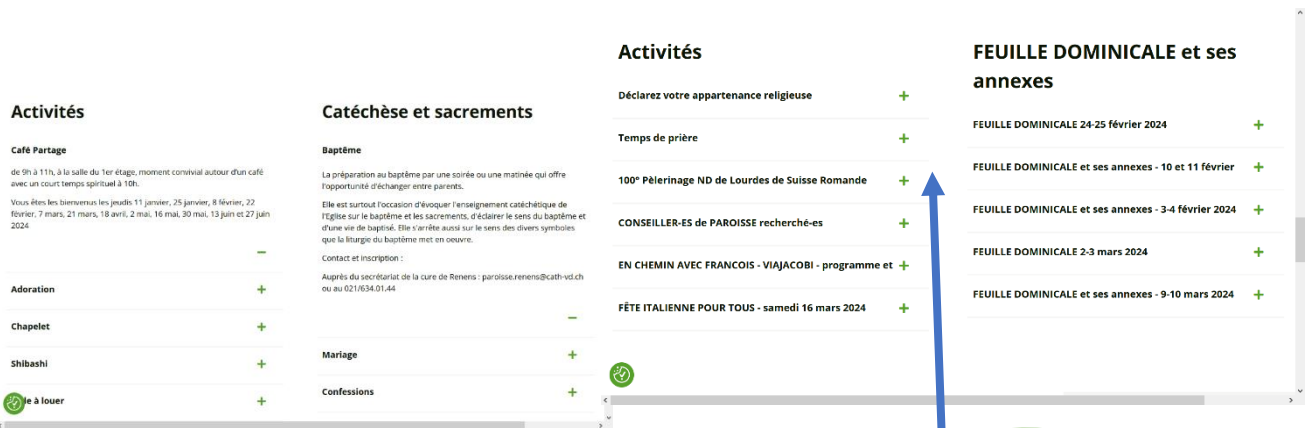 Activités
Café Partage
de 9h à 11h, à la salle du 1er étage, moment convivial autour d'un café
avec un court temps spirituel à 10h.
Vous êtes les bienvenus les jeudis 11 janvier, 25 janvier, 8 février, 22
février, 7 mars, 21 mars, 18 avril, 2 mai, 16 mai, 30 mai, 13 juin et 27 juin
2024
Adoration
Chapelet
Shibashi
à louer
Catéchèse et sacrements
Baptême
La préparation au baptême par une soirée ou une matinée qui offre
l'opportunité d'échanger entre parents.
Elle est surtout l'occasion d'évoquer l'enseignement catéchétique de
l'Eglise sur le baptême et les sacrements, d'éclairer le sens du baptême et
d'une vie de baptisé. Elle s'arrête aussi sur le sens des divers symboles
que la liturgie du baptême met en oeuvre.
Contact et inscription :
Auprès du secrétariat de la cure de Renens : paroisse.renens@cath-vd.ch
ou au 021/634.01.44
Mariage
Confessions
Activités
Déclarez votre appartenance religieuse
Temps de prière
100° Pèlerinage ND de Lourdes de Suisse Romande
CONSEILLER-ES de PAROISSE recherché-es
EN CHEMIN AVEC FRANCOIS - VIAJACOBI - programme et
FÊTE ITALIENNE POUR TOUS - samedi 16 mars 2024
FEUILLE DOMINICALE et ses
annexes
FEUILLE DOMINICALE 24-25 février 2024
FEUILLE DOMINICALE et ses annexes - 10 et 11 février
FEUILLE DOMINICALE et ses annexes - 3-4 février 2024
FEUILLE DOMINICALE 2-3 mars 2024
FEUILLE DOMINICALE et ses annexes - 9-10 mars 2024